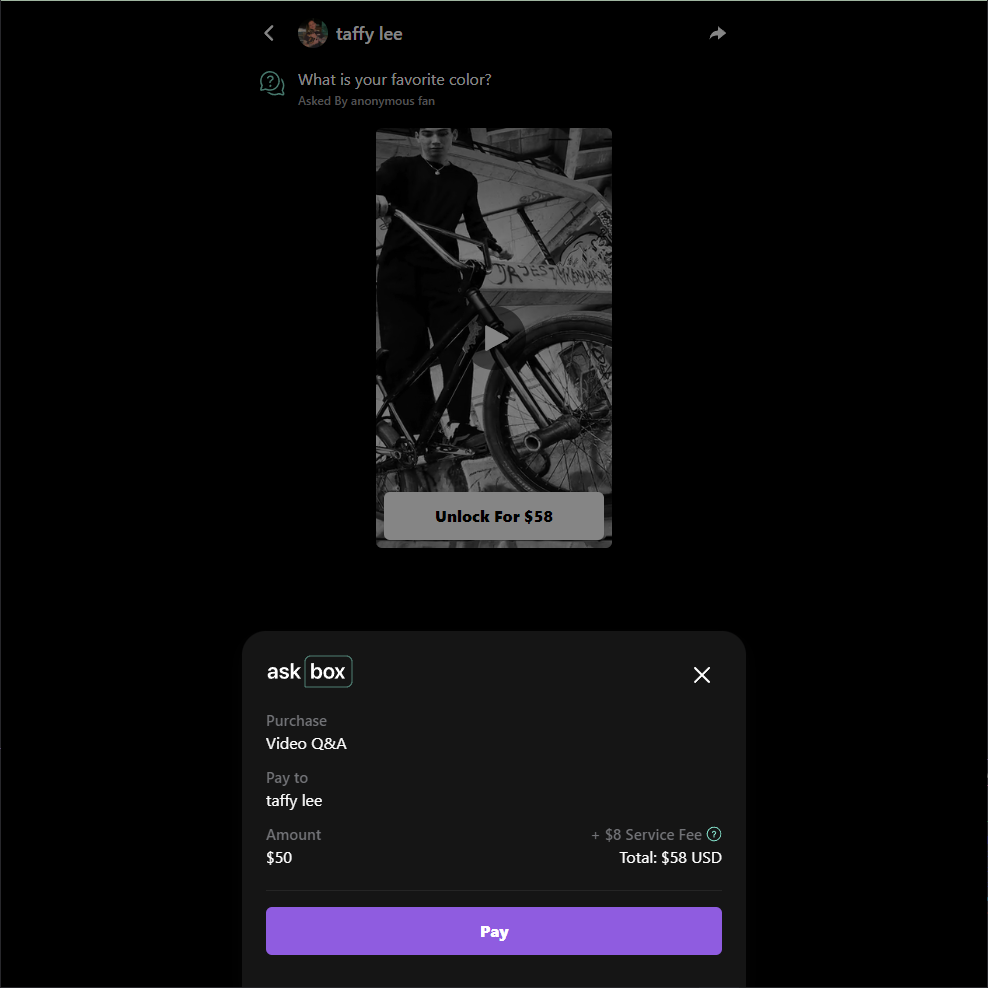 taffy lee
What is your favorite color?
Asked By anonymous fan
Unlock For $58
ask box
Purchase
Video Q&A
Pay to
taffy lee
Amount
+ $8 Service Fee
$50
Total: $58 USD
Pay